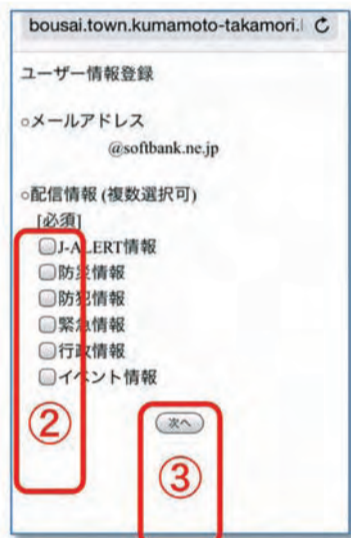 bousai.town.kumamoto-takamori.
ユーザー情報登録
○メールアドレス
@softbank.ne.jp
○配信情報 (複数選択可)
[必須]
J-ALERT情報
防災情報
防犯情報
緊急情報
行政情報
イベント情報
次へ
②
③